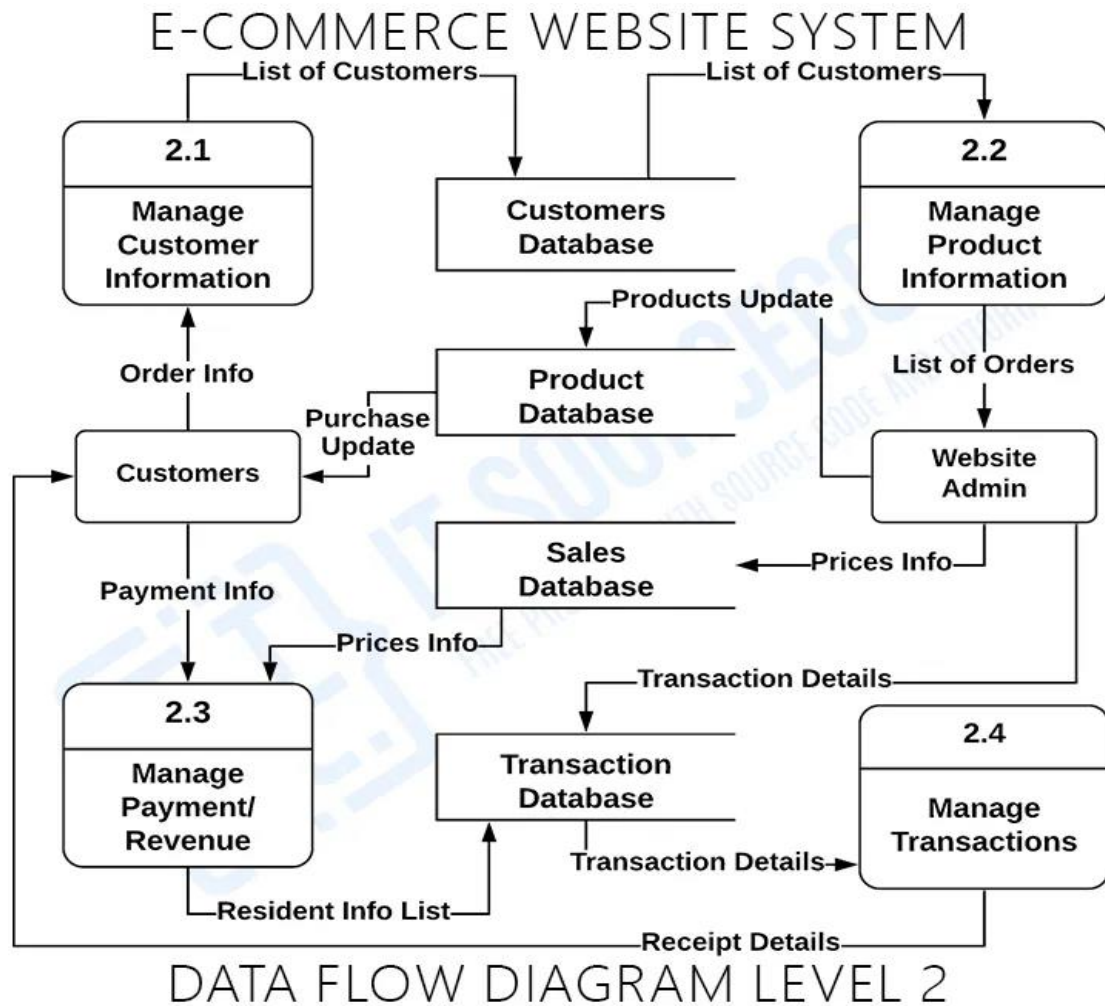 E-COMMERCE WEBSITE SYSTEM
List of Customers
List of Customers
2.1
Manage
Customer
Information
Customers
Database
2.2
Manage
Product
Information
Products Update
Order Info
Product
Database
List of Orders
Purchase
Update
Customers
Website
Admin
Sales
Database
Prices Info
Payment Info
Prices Info
Transaction Details
2.3
Manage
Payment/
Revenue
Transaction
Database
2.4
Manage
Transactions
Transaction Details
Resident Info List
Receipt Details
DATA FLOW DIAGRAM LEVEL 2